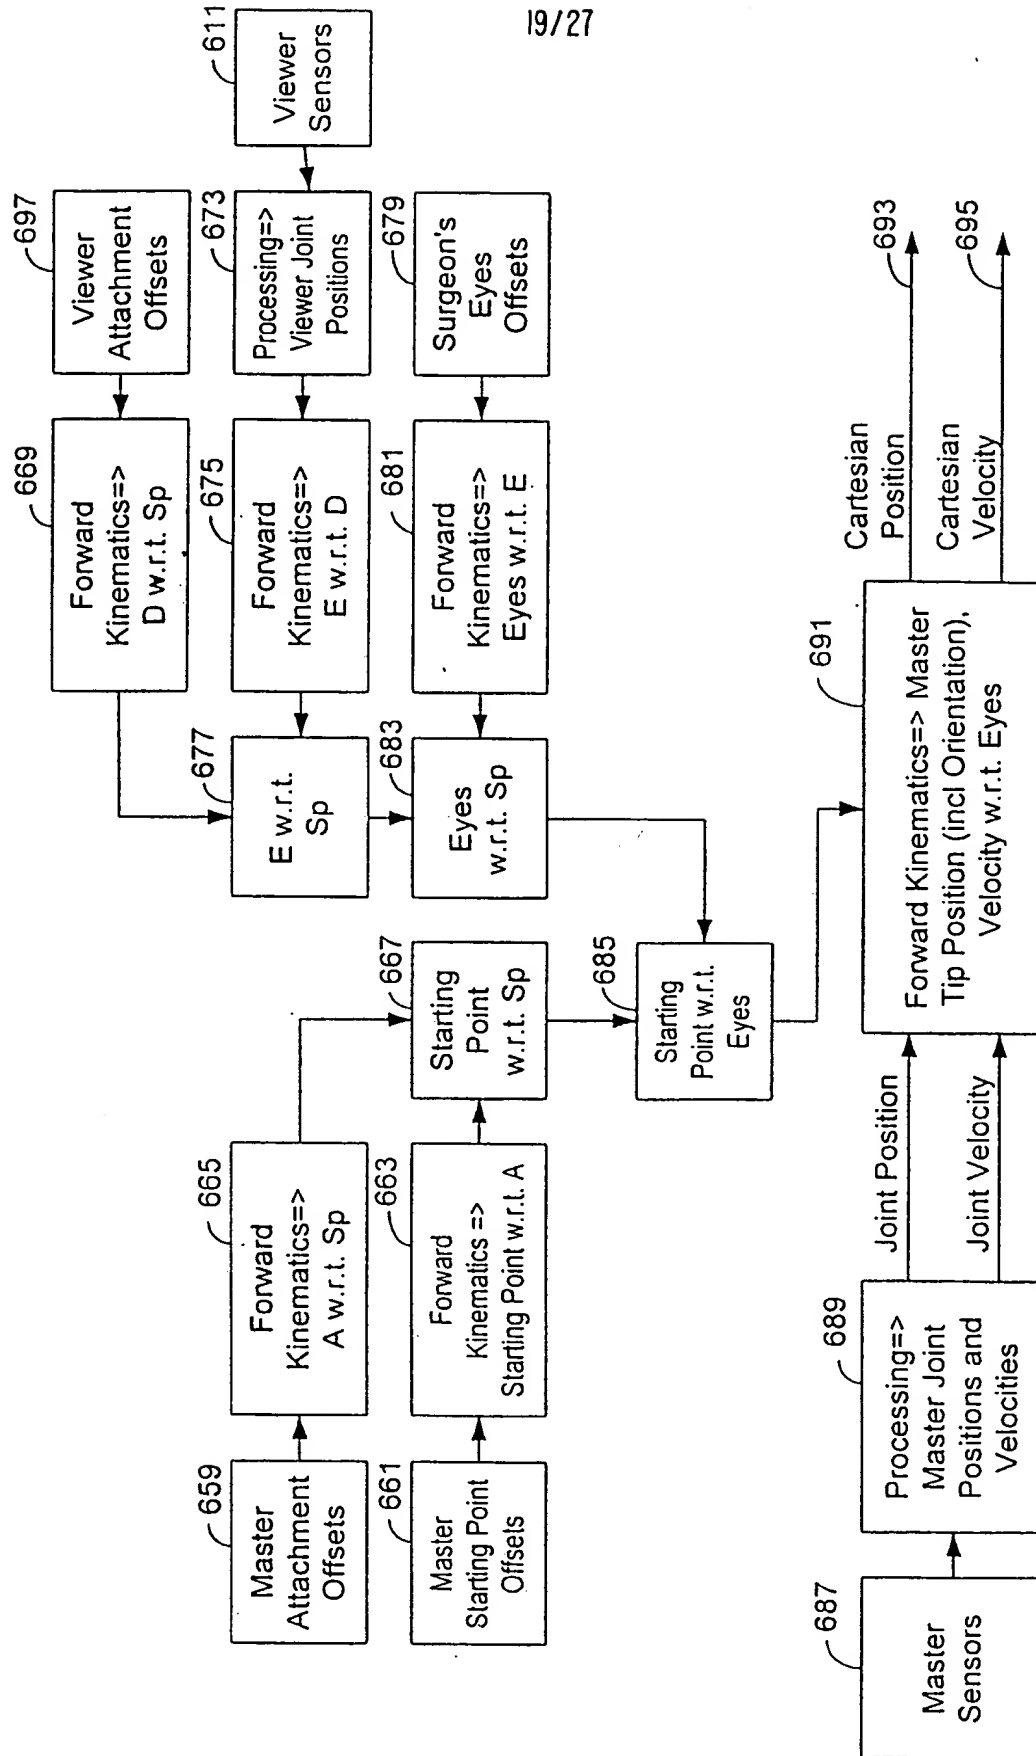 19/27
697
Viewer
Attachment
Offsets
669
Forward
Kinematics=>
D w.r.t. Sp
611
Viewer
Sensors
673
Processing=>
Viewer Joint
Positions
675
Forward
Kinematics=>
E w.r.t. D
677
E w.r.t.
Sp
679
Surgeon's
Eyes
Offsets
681
Forward
Kinematics=>
Eyes w.r.t. E
683
Eyes
w.r.t. Sp
659
Master
Attachment
Offsets
665
Forward
Kinematics=>
A w.r.t. Sp
661
Master
Starting Point
Offsets
663
Forward
Kinematics =>
Starting Point w.r.t. A
667
Starting
Point
w.r.t. Sp
685
Starting
Point w.r.t.
Eyes
687
Master
Sensors
689
Processing=>
Master Joint
Positions and
Velocities
Joint Position
Joint Velocity
691
Forward Kinematics=> Master
Tip Position (incl Orientation),
Velocity w.r.t. Eyes
Cartesian
Position
693
Cartesian
Velocity
695